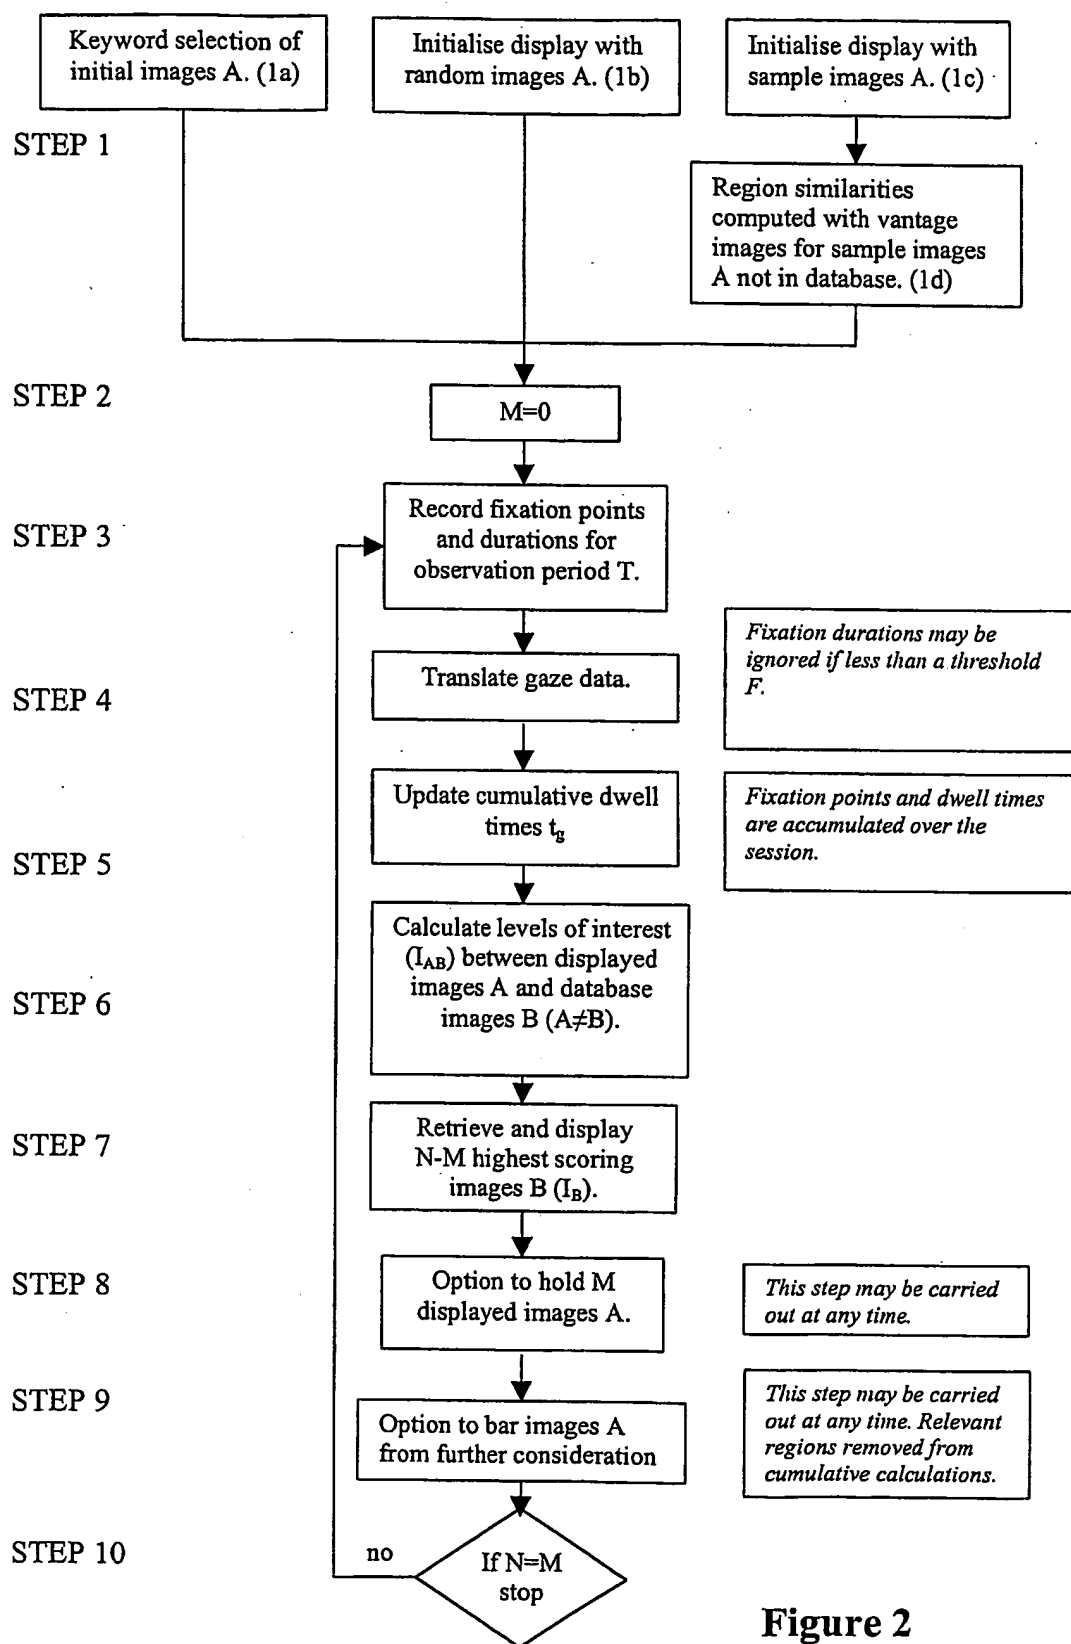 Keyword selection of
initial images A. (1a)
Initialise display with
random images A. (1b)
Initialise display with
sample images A. (1c)
STEP 1
Region similarities
computed with vantage
images for sample images
A not in database. (1d)
STEP 2
M=0
STEP 3
Record fixation points
and durations for
observation period T.
STEP 4
Translate gaze data.
Fixation durations may be
ignored if less than a threshold
F.
STEP 5
Update cumulative dwell
times tg
Fixation points and dwell times
are accumulated over the
session.
STEP 6
Calculate levels of interest
(IAB) between displayed
images A and database
images B (A≠B).
STEP 7
Retrieve and display
N-M highest scoring
images B (IB).
STEP 8
Option to hold M
displayed images A.
This step may be carried
out at any time.
STEP 9
Option to bar images A
from further consideration
This step may be carried
out at any time. Relevant
regions removed from
cumulative calculations.
STEP 10
no
If N=M
stop
Figure 2